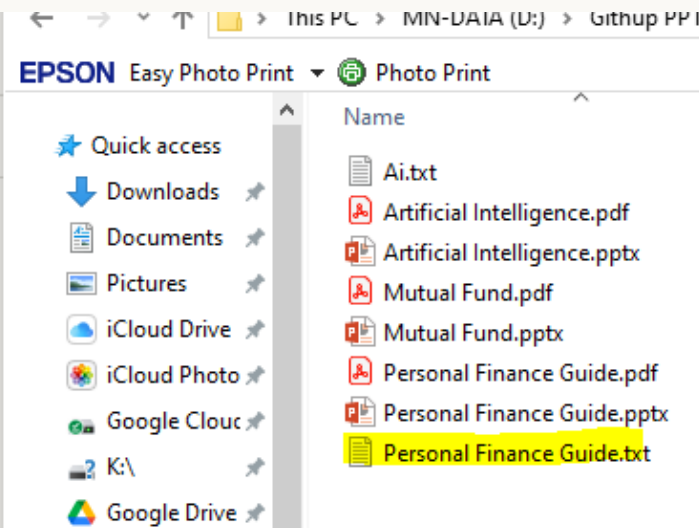 This PC > MN-DATA (D:) > Githup PPT
EPSON Easy Photo Print Photo Print
Quick access
Downloads
Documents
Pictures
iCloud Drive
iCloud Photo
Google Clouc
K:\
Google Drive
Name
Ai.txt
Artificial Intelligence.pdf
Artificial Intelligence.pptx
Mutual Fund.pdf
Mutual Fund.pptx
Personal Finance Guide.pdf
Personal Finance Guide.pptx
Personal Finance Guide.txt